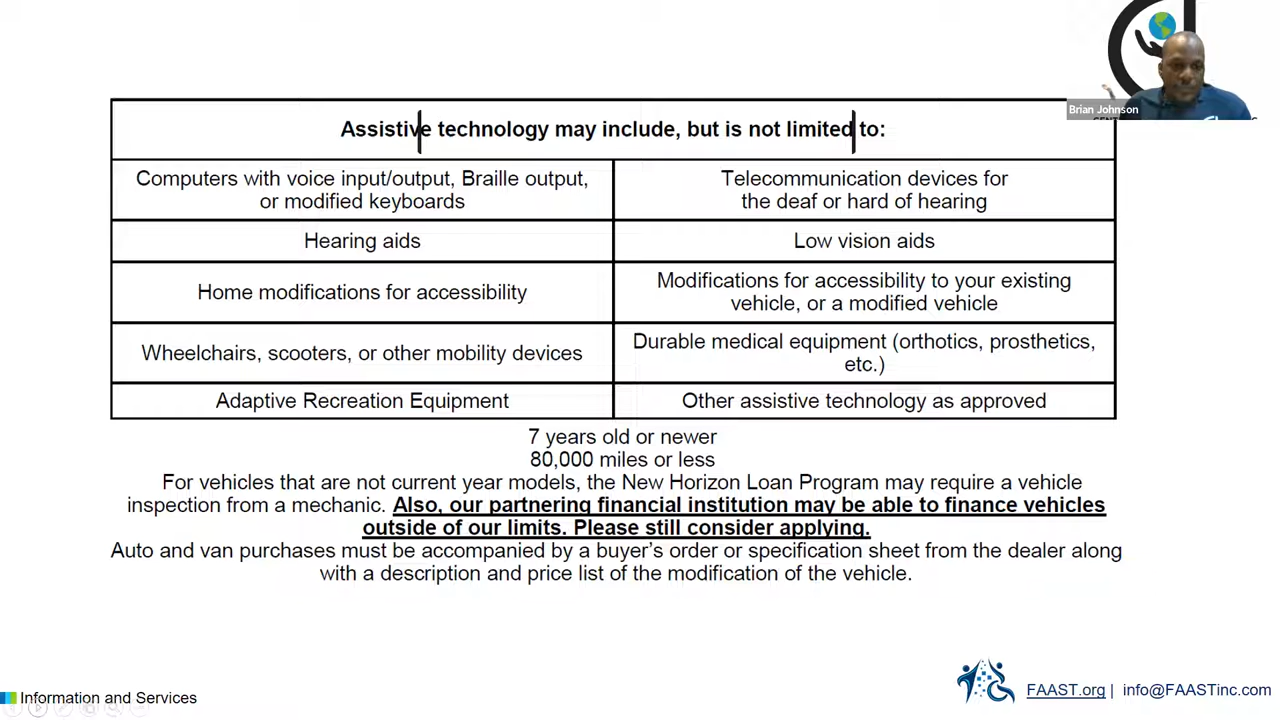 Brian Johnson
Assistive technology may include, but is not limited to:
Computers with voice input/output, Braille output,
or modified keyboards
Telecommunication devices for
the deaf or hard of hearing
Hearing aids
Low vision aids
Home modifications for accessibility
Modifications for accessibility to your existing
vehicle, or a modified vehicle
Wheelchairs, scooters, or other mobility devices
Durable medical equipment (orthotics, prosthetics,
etc.)
Adaptive Recreation Equipment
Other assistive technology as approved
7 years old or newer
80,000 miles or less
For vehicles that are not current year models, the New Horizon Loan Program may require a vehicle
inspection from a mechanic. Also, our partnering financial institution may be able to finance vehicles
outside of our limits. Please still consider applying.
Auto and van purchases must be accompanied by a buyer's order or specification sheet from the dealer along
with a description and price list of the modification of the vehicle.
Information and Services
FAAST.org | info@FAASTinc.com